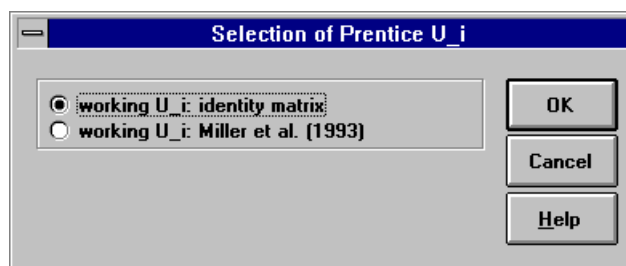 Selection of Prentice U_i
working U_i: identity matrix
working U_i: Miller et al. (1993)
OK
Cancel
Help